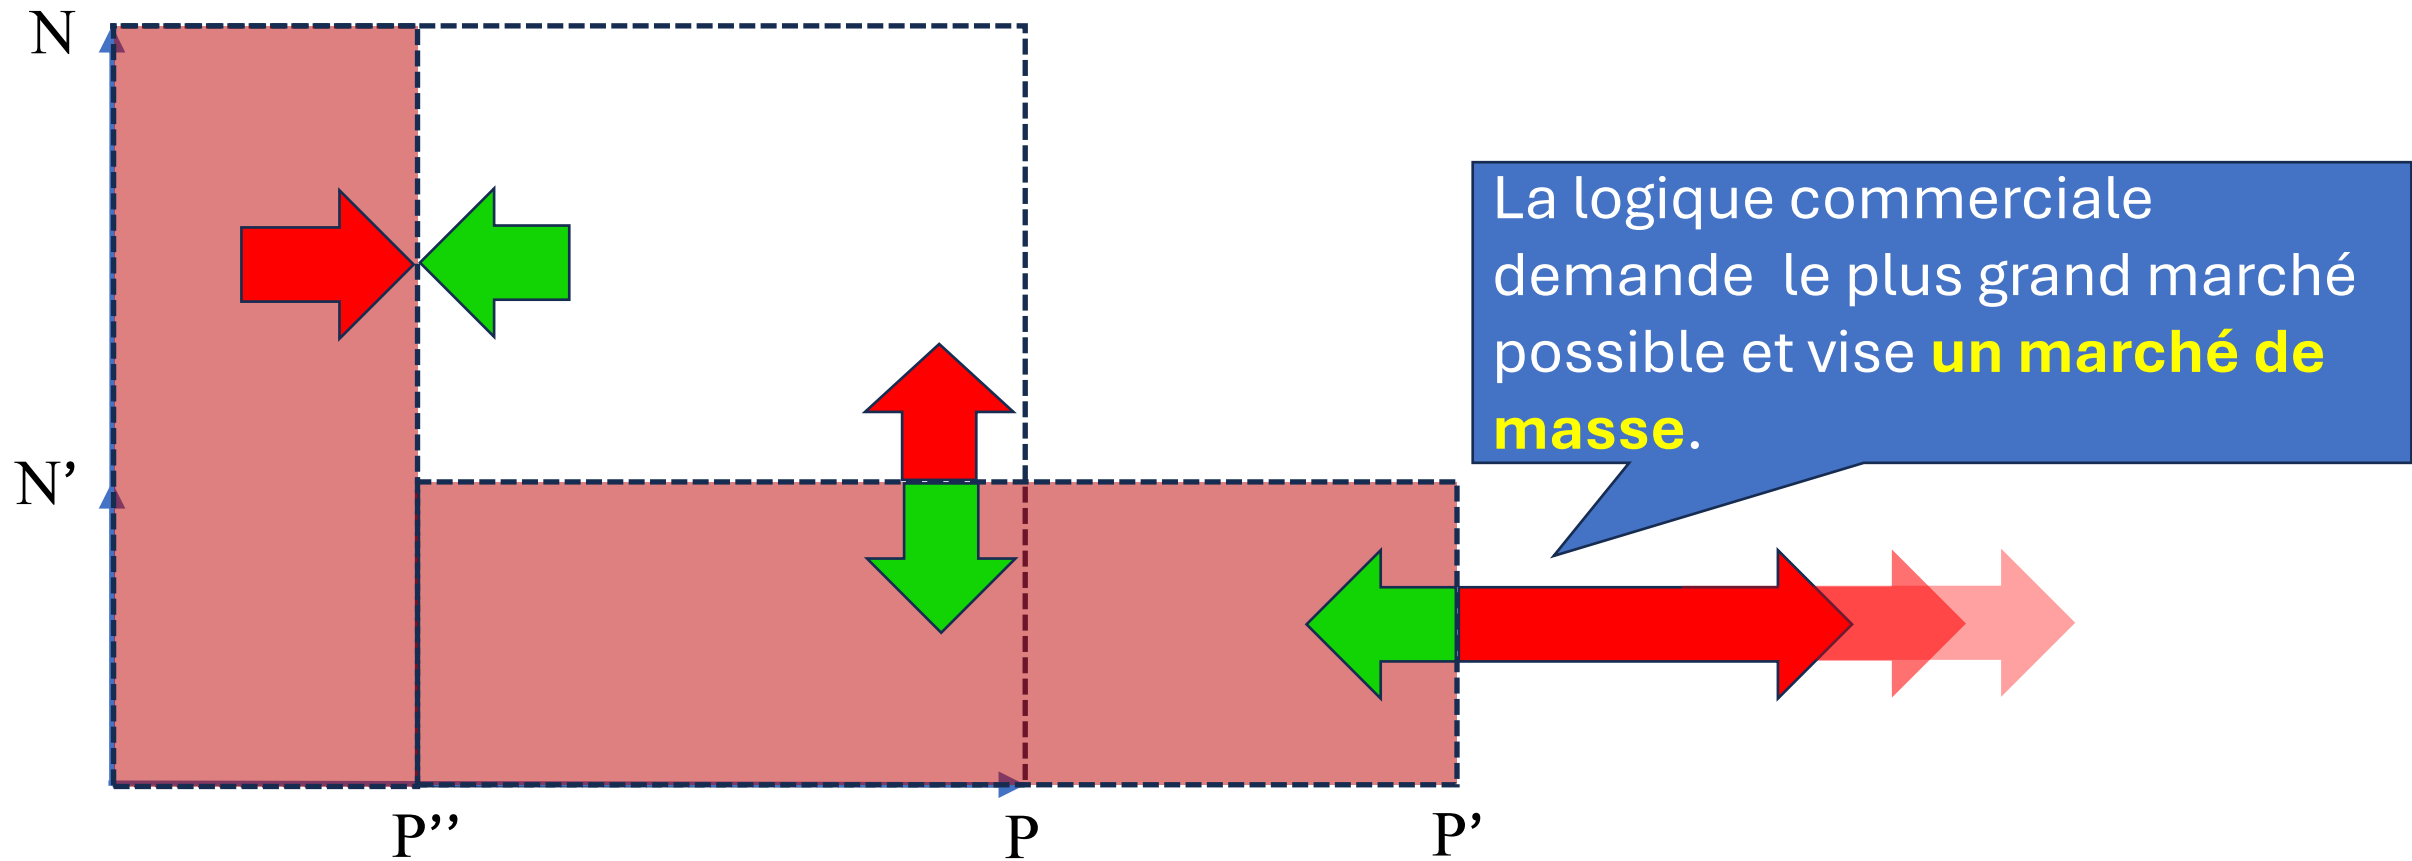 N
La logique commerciale
demande  le plus grand marché
possible et vise un marché de
masse.
N’
P’’
P
P’